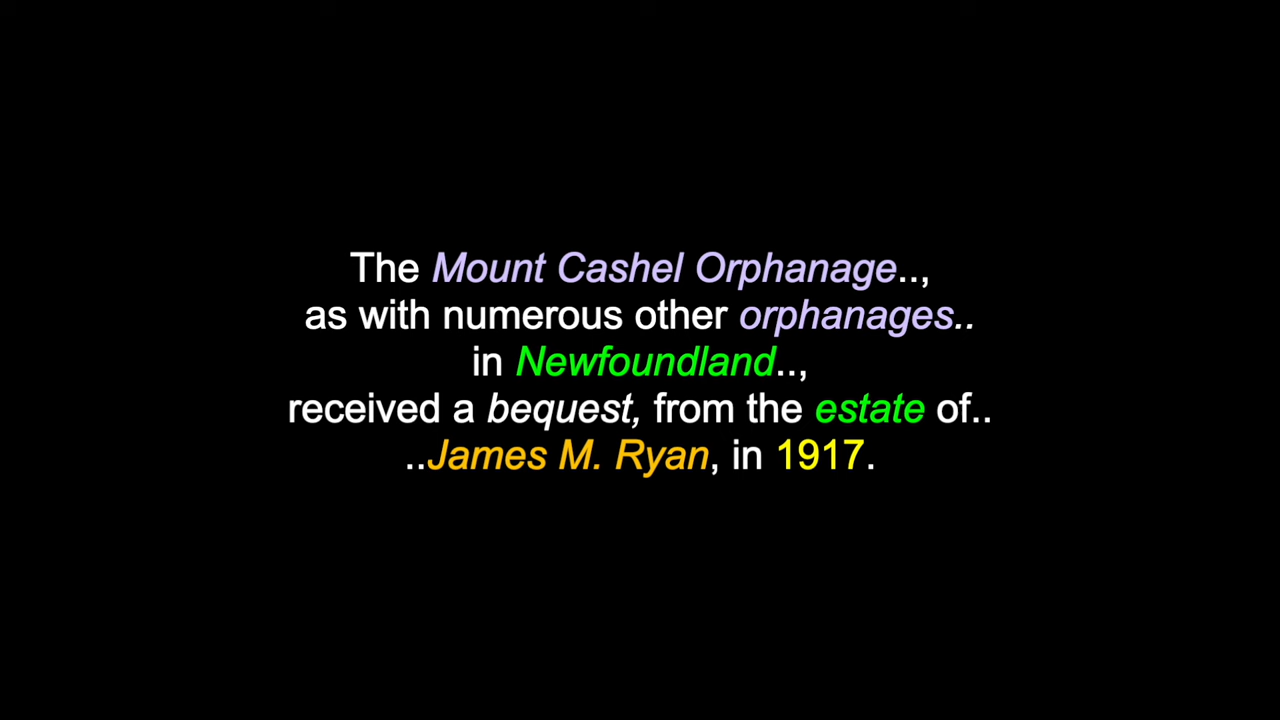 The Mount Cashel Orphanage..,
as with numerous other orphanages..
in Newfoundland..,
received a bequest, from the estate of..
..James M. Ryan, in 1917.